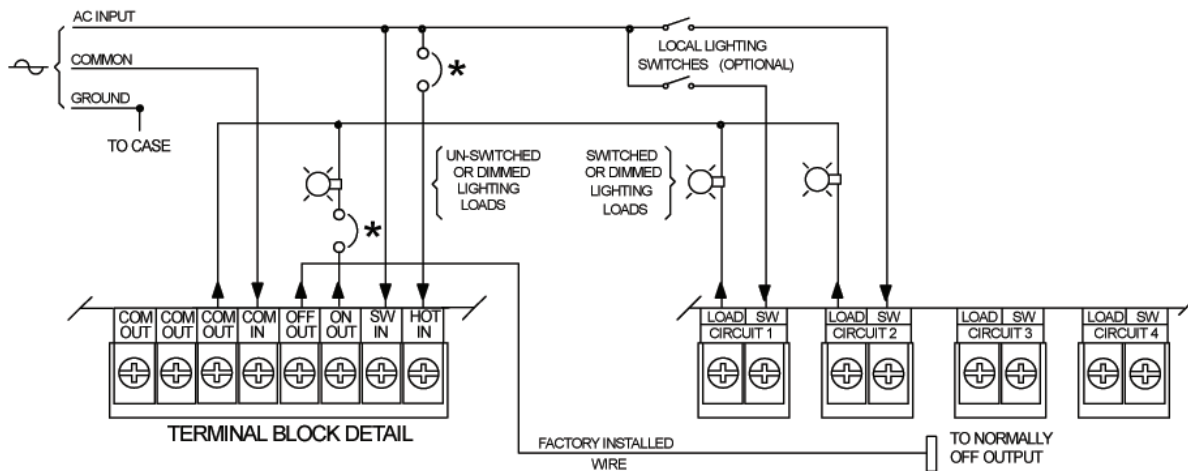 AC INPUT
COMMON
GROUND
TO CASE
*
*
LOCAL LIGHTING
SWITCHES (OPTIONAL)
UN-SWITCHED
OR DIMMED
LIGHTING
LOADS
SWITCHED
OR DIMMED
LIGHTING
LOADS
COM
OUT
COM
OUT
COM
OUT
COM
IN
OFF
OUT
ON
OUT
SW
IN
HOT
IN
LOAD SW
CIRCUIT 1
LOAD SW
CIRCUIT 2
LOAD SW
CIRCUIT 3
LOAD SW
CIRCUIT 4
TERMINAL BLOCK DETAIL
FACTORY INSTALLED
WIRE
TO NORMALLY
OFF OUTPUT